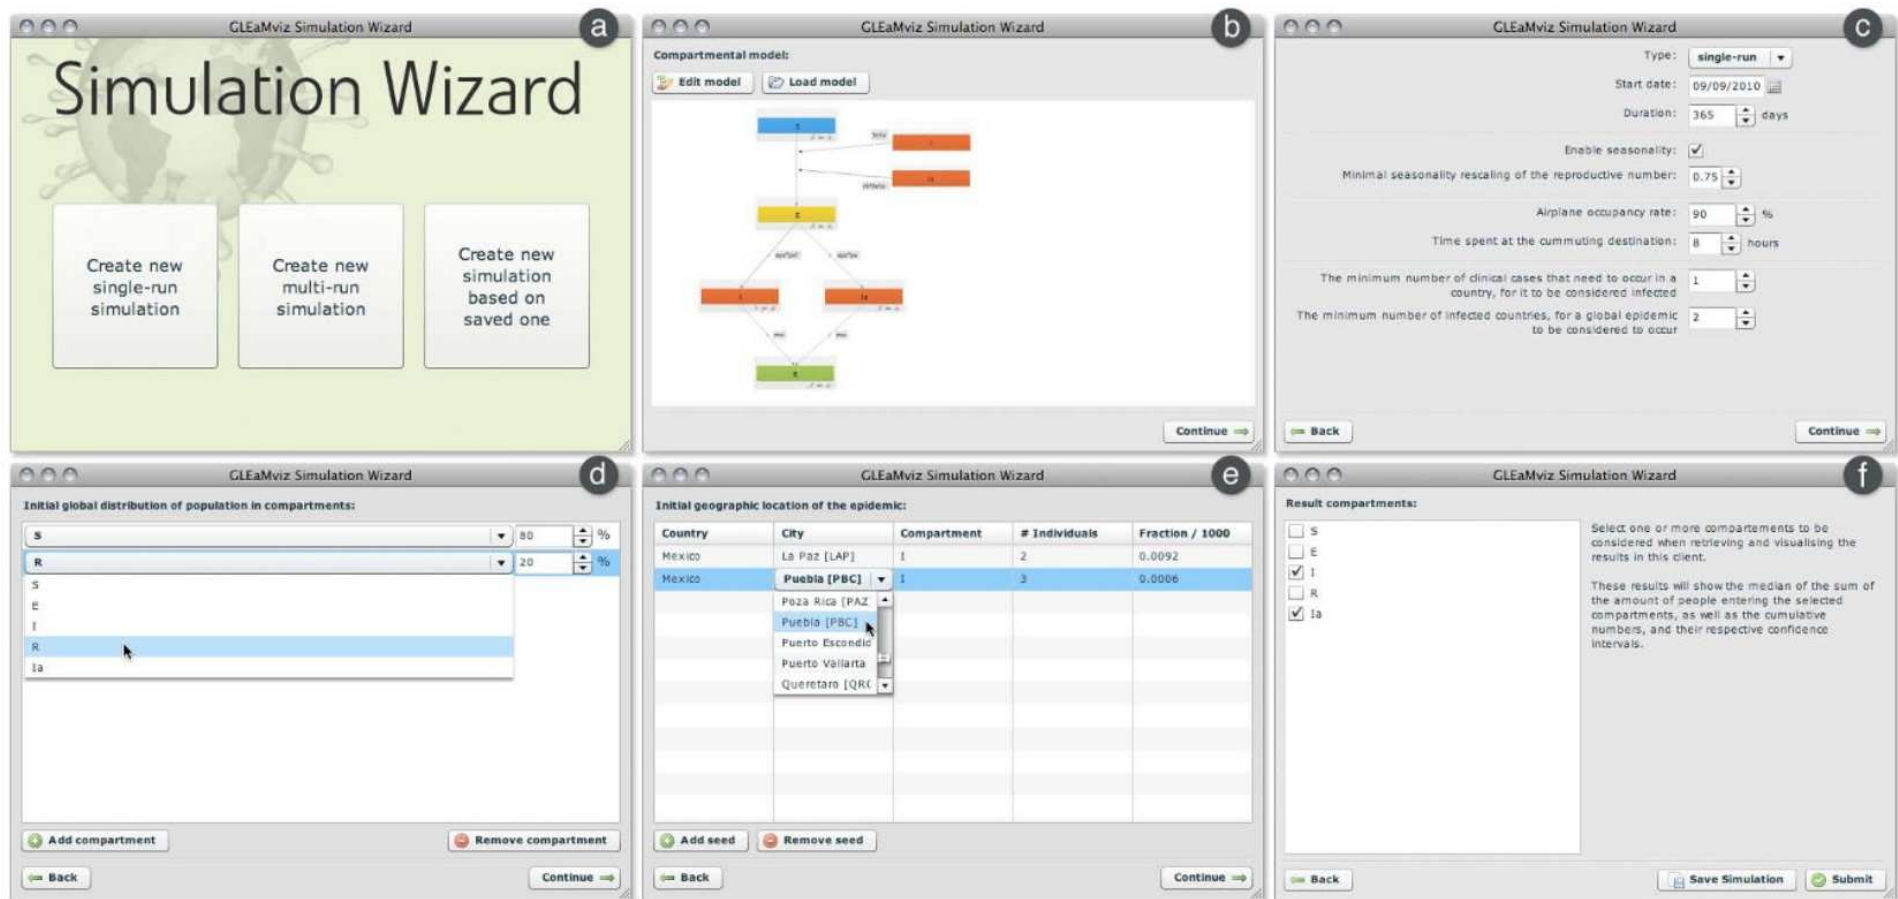 GLEaMviz Simulation Wizard
a
Simulation Wizard
Create new
single-run
simulation
Create new
multi-run
simulation
Create new
simulation
based on
saved one
GLEaMviz Simulation Wizard
b
Compartmental model:
Edit model
Load model
S
beta
I
Ia
E
I
Ia
R
Continue
GLEaMviz Simulation Wizard
c
Type: single-run
Start date: 09/09/2010
Duration: 365 days
Enable seasonality:
Minimal seasonality rescaling of the reproductive number: 0.75
Airplane occupancy rate: 90 %
Time spent at the cummuting destination: 8 hours
The minimum number of clinical cases that need to occur in a 1
country, for it to be considered infected
The minimum number of infected countries, for a global epidemic 2
to be considered to occur
Back
Continue
GLEaMviz Simulation Wizard
d
Initial global distribution of population in compartments:
S 80 %
R 20 %
S
E
I
R
Ia
Add compartment
Remove compartment
Back
Continue
GLEaMviz Simulation Wizard
e
Initial geographic location of the epidemic:
Country City Compartment # Individuals Fraction / 1000
Mexico La Paz [LAP] I 2 0.0092
Mexico Puebla [PBC] I 3 0.0006
Poza Rica [PAZ
Puebla [PBC]
Puerto Escondid
Puerto Vallarta
Queretaro [QRO
Add seed
Remove seed
Back
Continue
GLEaMviz Simulation Wizard
f
Result compartments:
S
E
I
R
Ia
Select one or more compartements to be
considered when retrieving and visualising the
results in this client.
These results will show the median of the sum of
the amount of people entering the selected
compartments, as well as the cumulative
numbers, and their respective confidence
intervals.
Back
Save Simulation
Submit